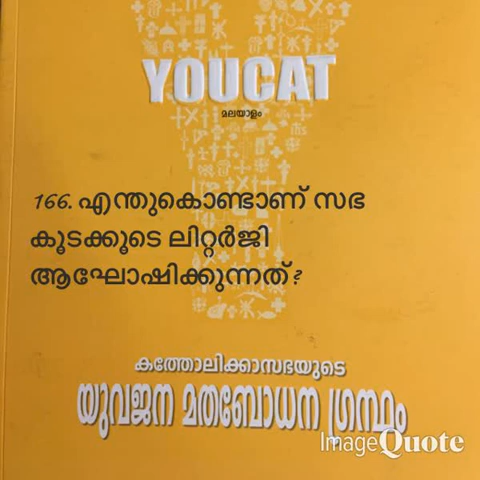 YOUCAT
മലയാളം
166. എന്തുകൊണ്ടാണ് സഭ
കൂടക്കൂടെ ലിറ്റർജി
ആഘോഷിക്കുന്നത്?
കത്തോലിക്കാസഭയുടെ
യുവജന മതബോധന ഗ്രന്ഥം
ImageQuote